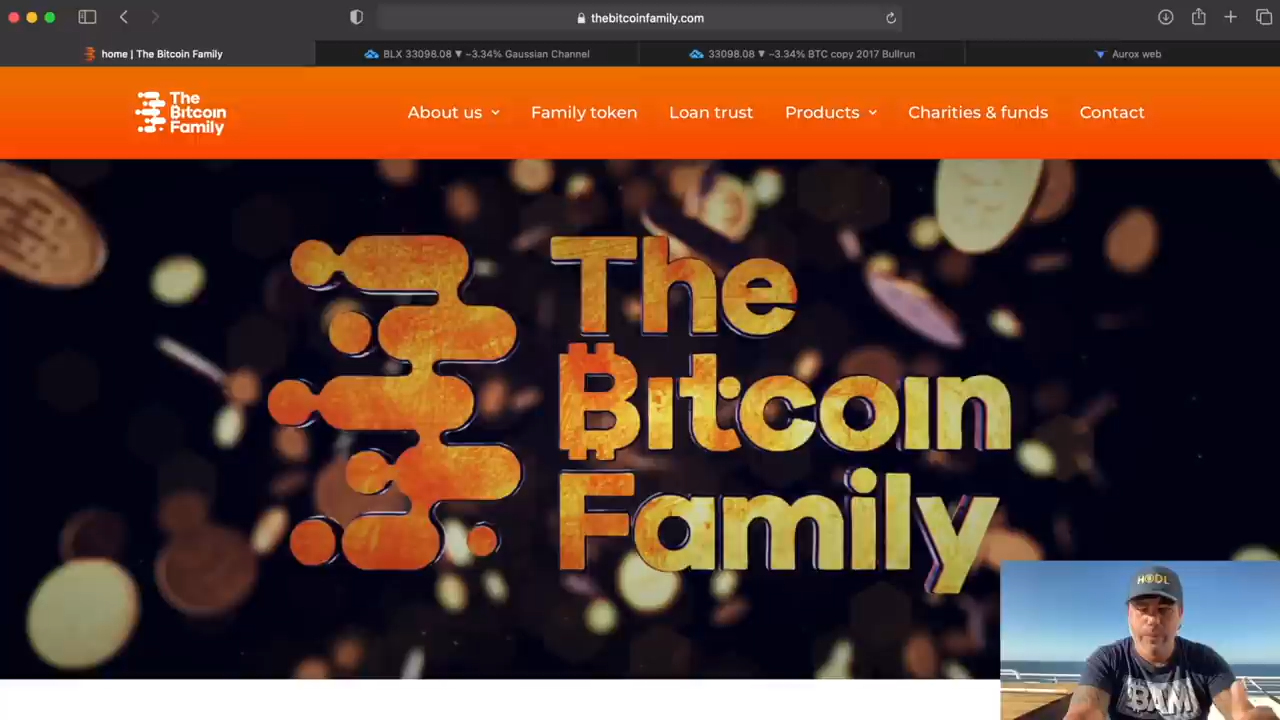 thebitcoinfamily.com
home | The Bitcoin Family
BLX 33098.08 ▼ −3.34% Gaussian Channel
33098.08 ▼ −3.34% BTC copy 2017 Bullrun
Aurox web
The
Bitcoin
Family
About us
Family token
Loan trust
Products
Charities & funds
Contact
The
Bitcoin
Family
HODL
BAM